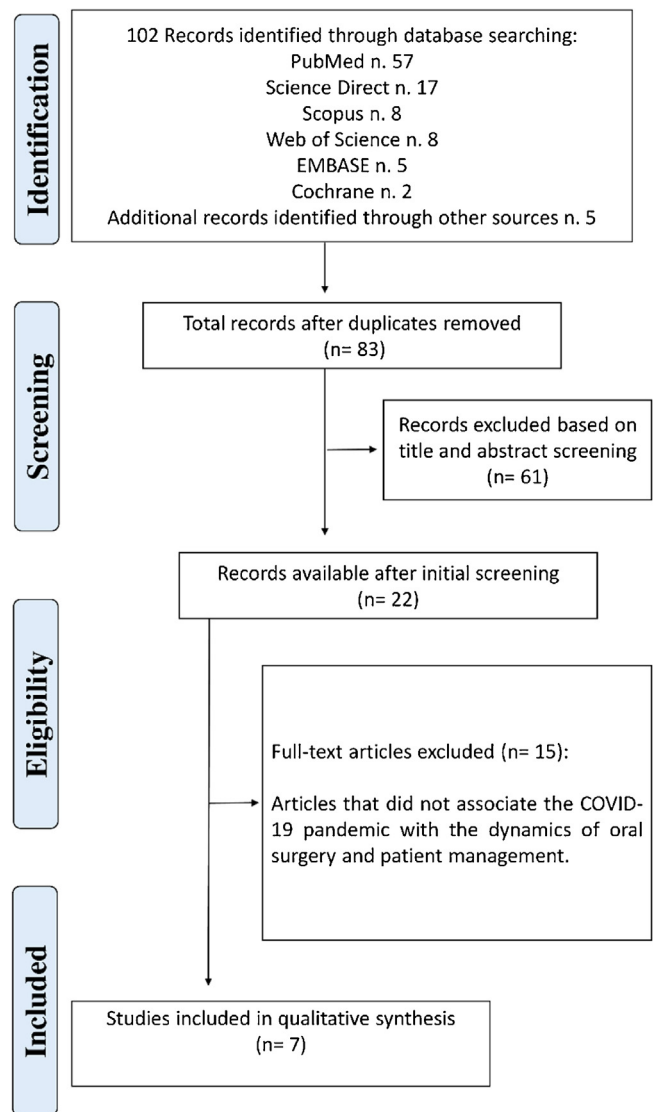 Identification
102 Records identified through database searching:
PubMed n. 57
Science Direct n. 17
Scopus n. 8
Web of Science n. 8
EMBASE n. 5
Cochrane n. 2
Additional records identified through other sources n. 5
Screening
Total records after duplicates removed
(n= 83)
Records excluded based on
title and abstract screening
(n= 61)
Records available after initial screening
(n= 22)
Eligibility
Full-text articles excluded (n= 15):
Articles that did not associate the COVID-
19 pandemic with the dynamics of oral
surgery and patient management.
Included
Studies included in qualitative synthesis
(n= 7)